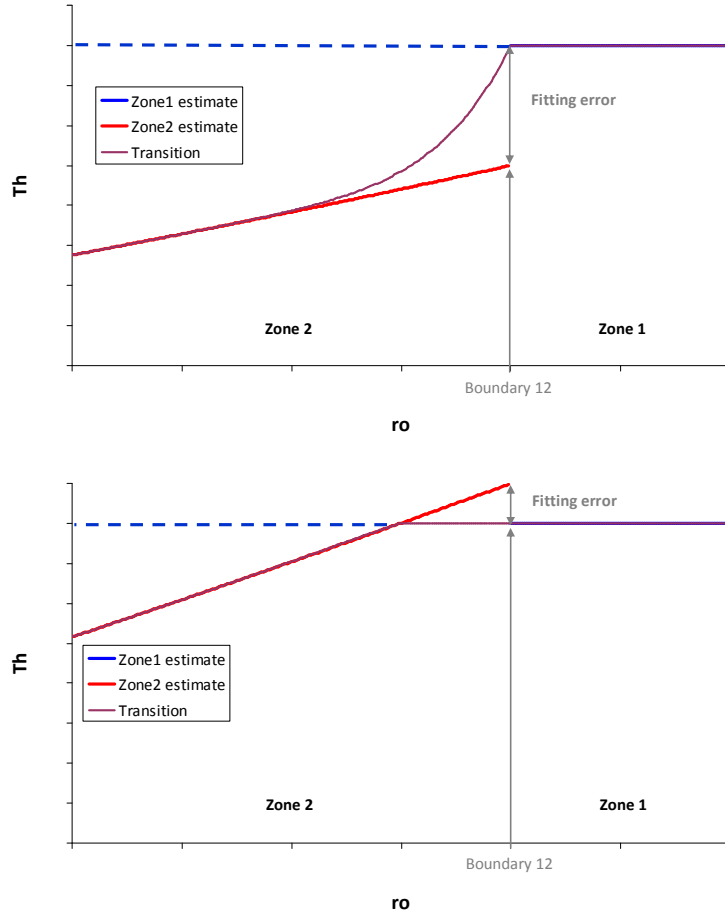 Zone1 estimate
Zone2 estimate
Transition
Fitting error
Th
Zone 2
Zone 1
Boundary 12
ro
Fitting error
Zone1 estimate
Zone2 estimate
Transition
Th
Zone 2
Zone 1
Boundary 12
ro